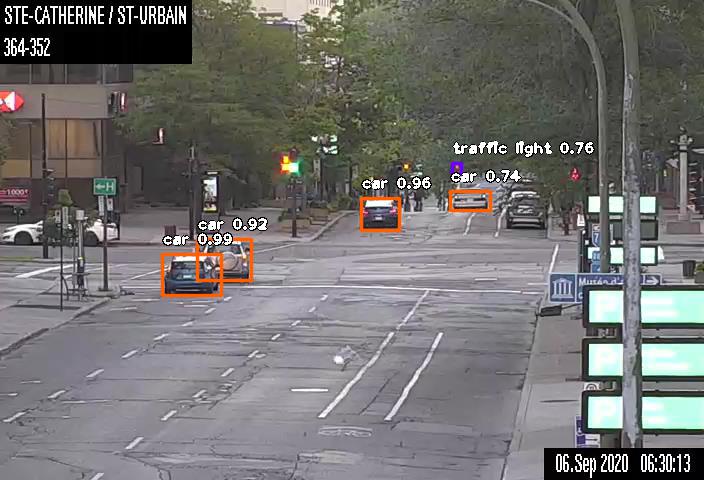 STE-CATHERINE / ST-URBAIN
364-352
traffic light 0.76
car 0.96
car 0.74
car 0.92
car 0.99
H
Musée d'
P
P
P
06.Sep 2020 06:30:13